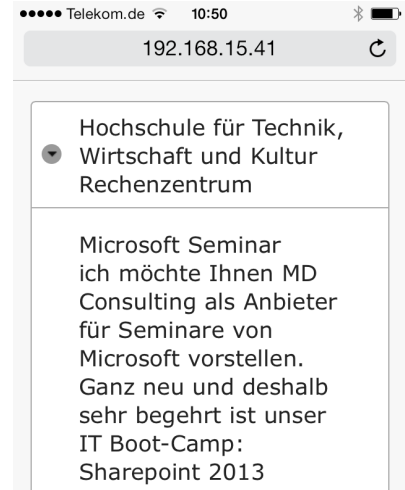 Telekom.de 10:50
192.168.15.41
Hochschule für Technik,
Wirtschaft und Kultur
Rechenzentrum
Microsoft Seminar
ich möchte Ihnen MD
Consulting als Anbieter
für Seminare von
Microsoft vorstellen.
Ganz neu und deshalb
sehr begehrt ist unser
IT Boot-Camp:
Sharepoint 2013